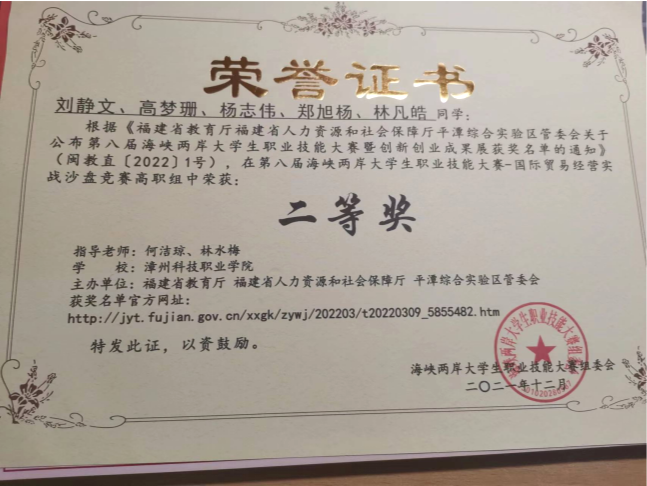 荣誉证书
刘静文、高梦珊、杨志伟、郑旭杨、林凡皓 同学：
根据《福建省教育厅福建省人力资源和社会保障厅平潭综合实验区管委会关于
公布第八届海峡两岸大学生职业技能大赛暨创新创业成果展获奖名单的通知》
（闽教直〔2022〕1号），在第八届海峡两岸大学生职业技能大赛-国际贸易经营实
战沙盘竞赛高职组中荣获：
二等奖
指导老师：何洁琼、林水梅
学 校：漳州科技职业学院
主办单位：福建省教育厅 福建省人力资源和社会保障厅 平潭综合实验区管委会
获奖名单官方网址：
http://jyt.fujian.gov.cn/xxgk/zywj/202203/t20220309_5855482.htm
特发此证，以资鼓励。
海峡两岸大学生职业技能大赛组委会
二〇二一年十二月